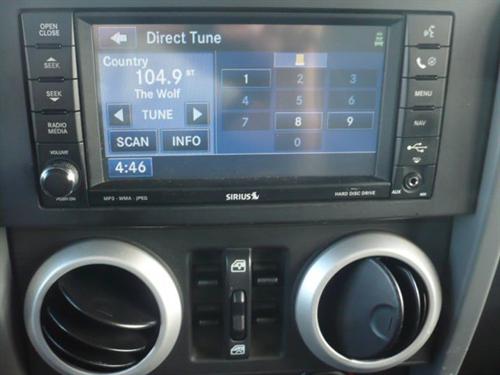 OPEN
CLOSE
SEEK
SEEK
RADIO
MEDIA
VOLUME
Direct Tune
Country
104.9 ST
The Wolf
TUNE
SCAN
INFO
4:46
1
2
3
4
5
6
7
8
9
0
MENU
NAV
AUX
MP3 - WMA - JPEG
SIRIUS
HARD DISC DRIVE